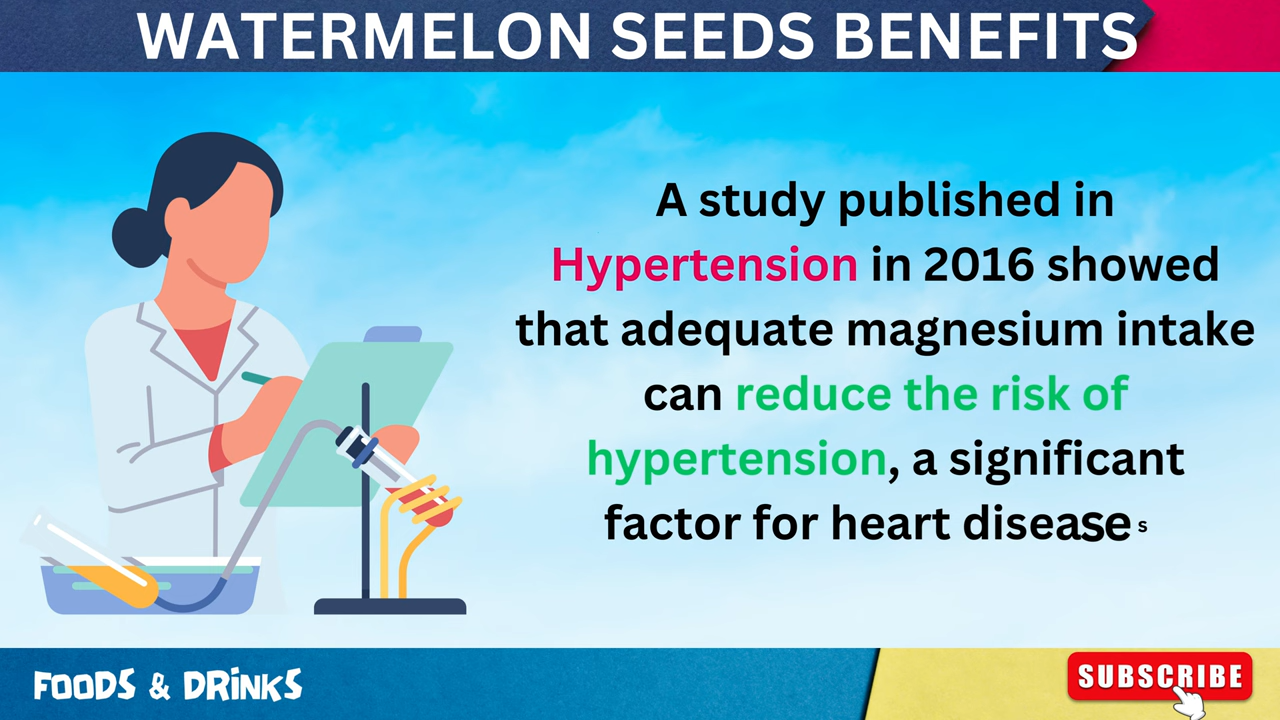 WATERMELON SEEDS BENEFITS
A study published in
Hypertension in 2016 showed
that adequate magnesium intake
can reduce the risk of
hypertension, a significant
factor for heart diseases
FOODS & DRiNKS
SUBSCRIBE